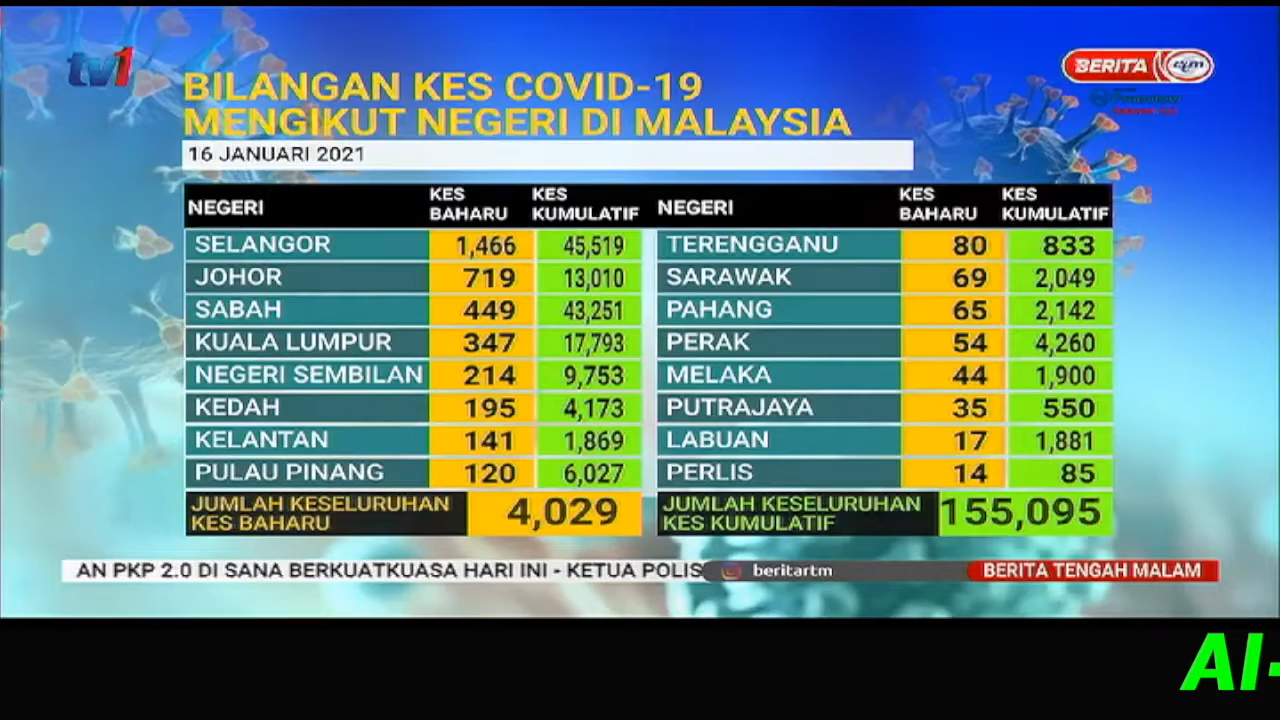 tv1
BERITA rtm
BILANGAN KES COVID-19
MENGIKUT NEGERI DI MALAYSIA
16 JANUARI 2021
NEGERI KES BAHARU KES KUMULATIF NEGERI KES BAHARU KES KUMULATIF
SELANGOR 1,466 45,519 TERENGGANU 80 833
JOHOR 719 13,010 SARAWAK 69 2,049
SABAH 449 43,251 PAHANG 65 2,142
KUALA LUMPUR 347 17,793 PERAK 54 4,260
NEGERI SEMBILAN 214 9,753 MELAKA 44 1,900
KEDAH 195 4,173 PUTRAJAYA 35 550
KELANTAN 141 1,869 LABUAN 17 1,881
PULAU PINANG 120 6,027 PERLIS 14 85
JUMLAH KESELURUHAN KES BAHARU 4,029 JUMLAH KESELURUHAN KES KUMULATIF 155,095
AN PKP 2.0 DI SANA BERKUATKUASA HARI INI - KETUA POLIS beritartm BERITA TENGAH MALAM
AI-